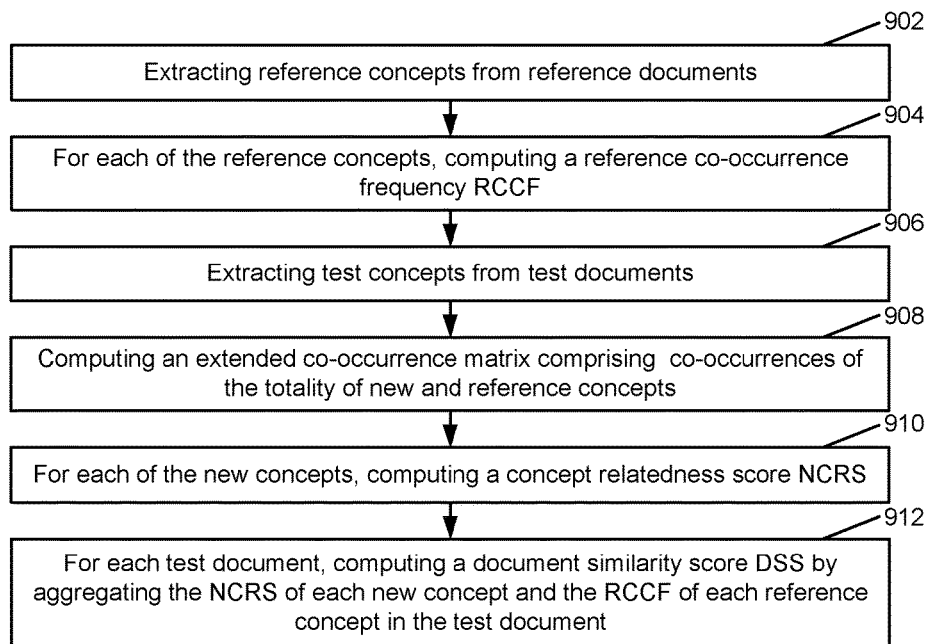 902
Extracting reference concepts from reference documents
904
For each of the reference concepts, computing a reference co-occurrence
frequency RCCF
906
Extracting test concepts from test documents
908
Computing an extended co-occurrence matrix comprising co-occurrences of
the totality of new and reference concepts
910
For each of the new concepts, computing a concept relatedness score NCRS
912
For each test document, computing a document similarity score DSS by
aggregating the NCRS of each new concept and the RCCF of each reference
concept in the test document